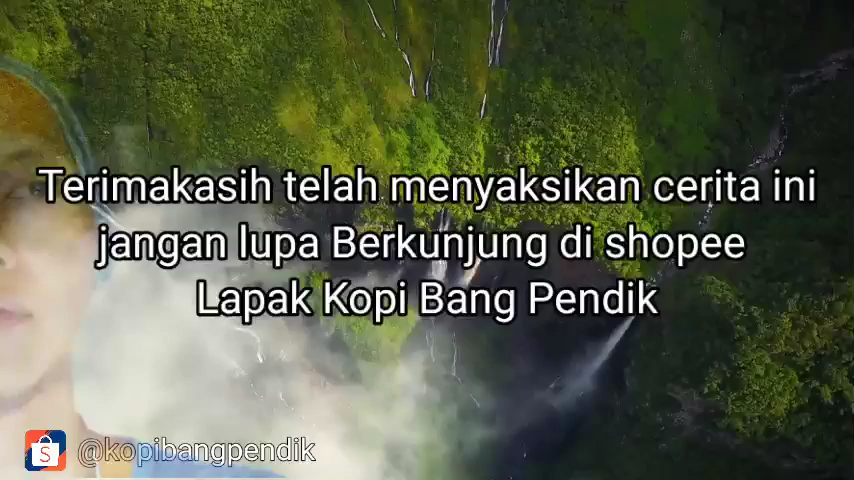 Terimakasih telah menyaksikan cerita ini
jangan lupa Berkunjung di shopee
Lapak Kopi Bang Pendik
S
@kopibangpendik